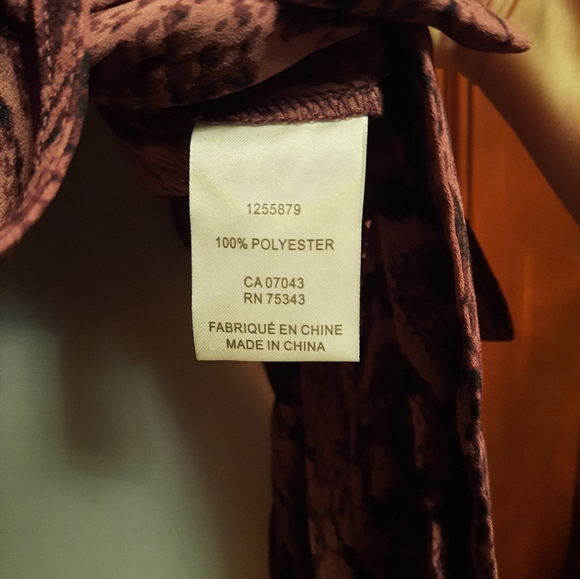 1255879
100% POLYESTER
CA 07043
RN 75343
FABRIQUÉ EN CHINE
MADE IN CHINA